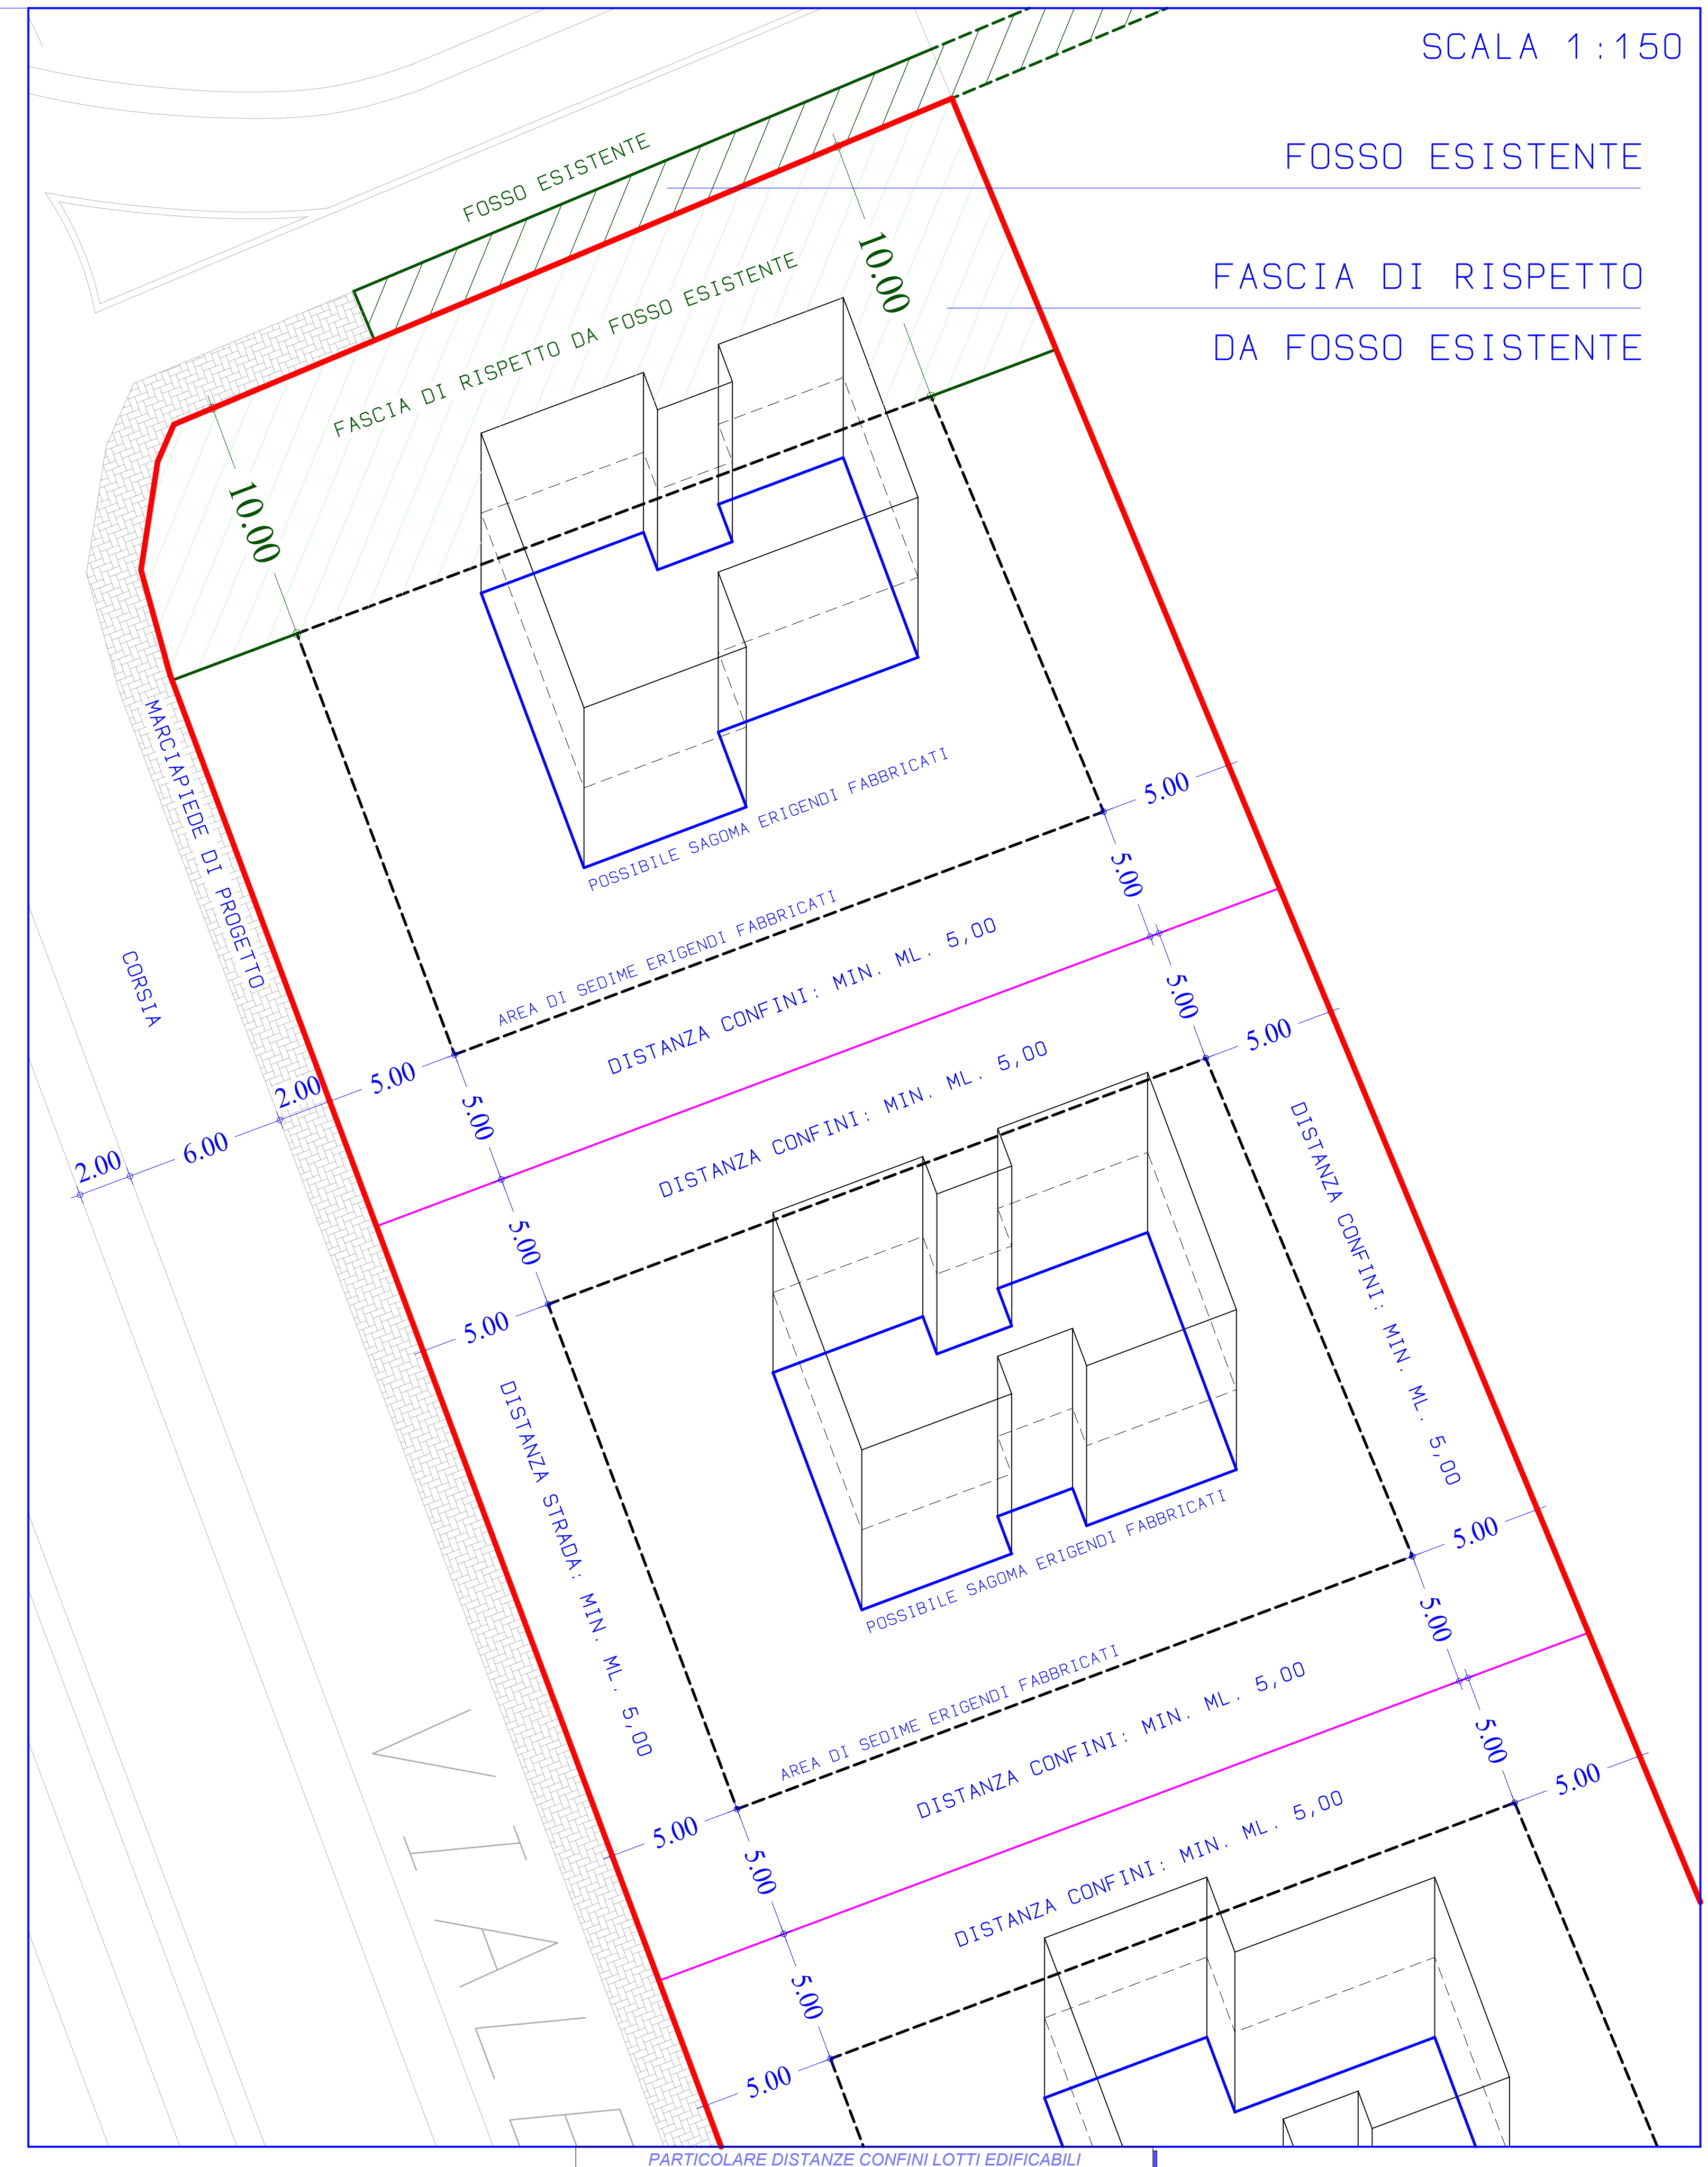 SCALA 1:150
FOSSO ESISTENTE
FOSSO ESISTENTE
FASCIA DI RISPETTO
DA FOSSO ESISTENTE
10.00
FASCIA DI RISPETTO DA FOSSO ESISTENTE
10.00
MARCIAPIEDE DI PROGETTO
POSSIBILE SAGOMA ERIGENDI FABBRICATI
5.00
5.00
AREA DI SEDIME ERIGENDI FABBRICATI
DISTANZA CONFINI: MIN. ML. 5,00
CORSIA
5.00
5.00
2.00
5.00
5.00
2.00
6.00
DISTANZA CONFINI: MIN. ML. 5,00
DISTANZA CONFINI: MIN. ML. 5,00
5.00
5.00
DISTANZA STRADA: MIN. ML. 5,00
POSSIBILE SAGOMA ERIGENDI FABBRICATI
5.00
5.00
AREA DI SEDIME ERIGENDI FABBRICATI
DISTANZA CONFINI: MIN. ML. 5,00
VIALE
5.00
5.00
5.00
5.00
DISTANZA CONFINI: MIN. ML. 5,00
5.00
5.00
PARTICOLARE DISTANZE CONFINI LOTTI EDIFICABILI